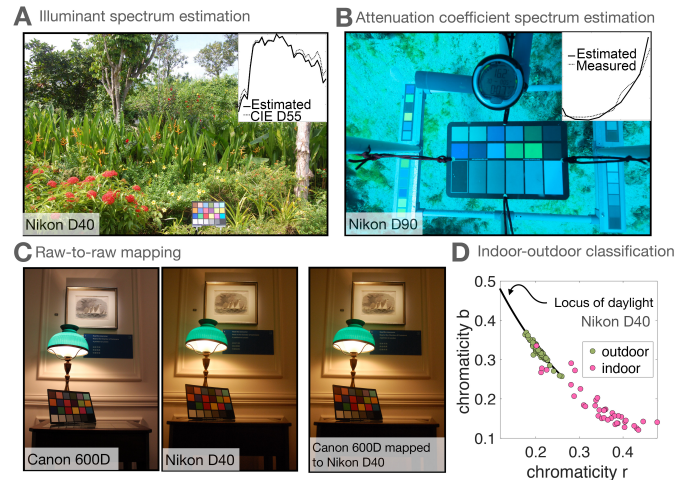 A Illuminant spectrum estimation
Estimated
CIE D55
Nikon D40
B Attenuation coefficient spectrum estimation
Estimated
Measured
Nikon D90
C Raw-to-raw mapping
Canon 600D
Nikon D40
Canon 600D mapped
to Nikon D40
D Indoor-outdoor classification
0.5
0.4
0.3
0.2
0.1
chromaticity b
Locus of daylight
Nikon D40
outdoor
indoor
0.2 0.3 0.4
chromaticity r